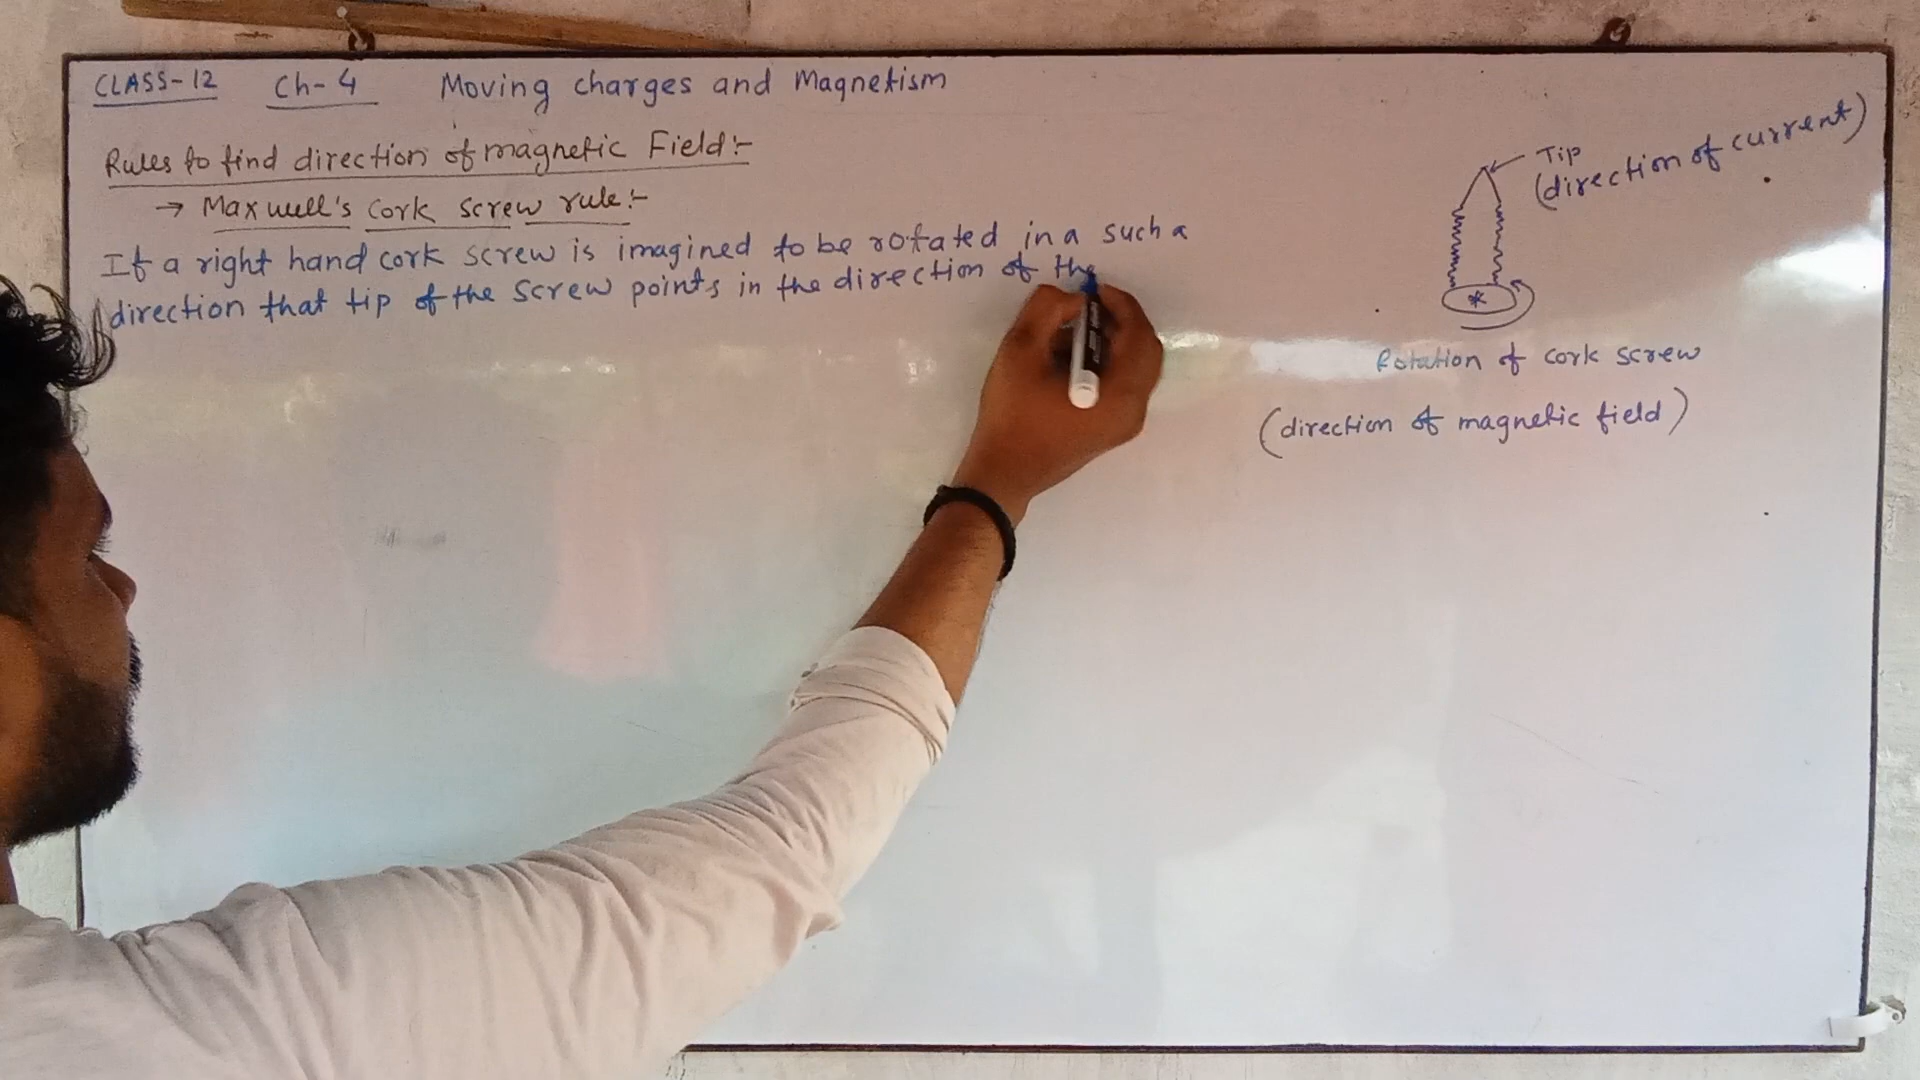 CLASS-12 Ch-4 Moving charges and Magnetism
Rules to find direction of magnetic Field:-
→ Maxwell's cork screw rule:-
If a right hand cork screw is imagined to be rotated in a such a
direction that tip of the screw points in the direction of the
Tip
(direction of current)
Rotation of cork screw
(direction of magnetic field)